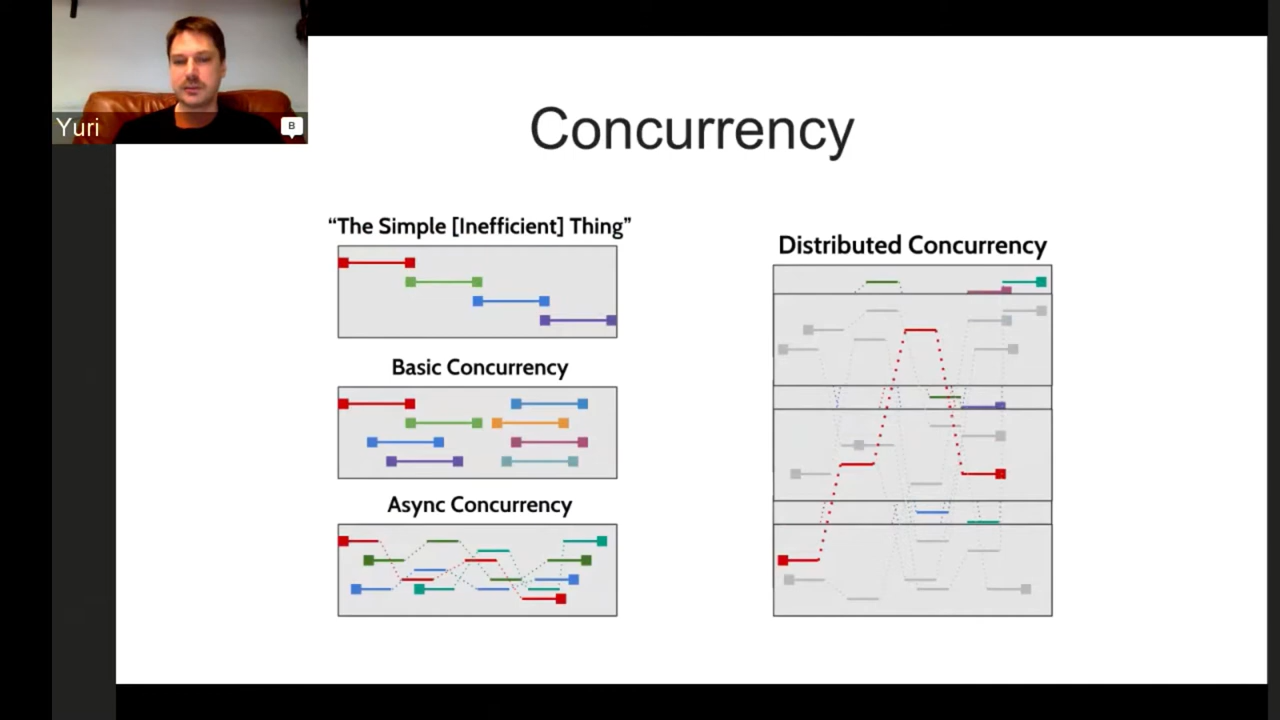 Yuri
B
Concurrency
“The Simple [Inefficient] Thing”
Basic Concurrency
Async Concurrency
Distributed Concurrency